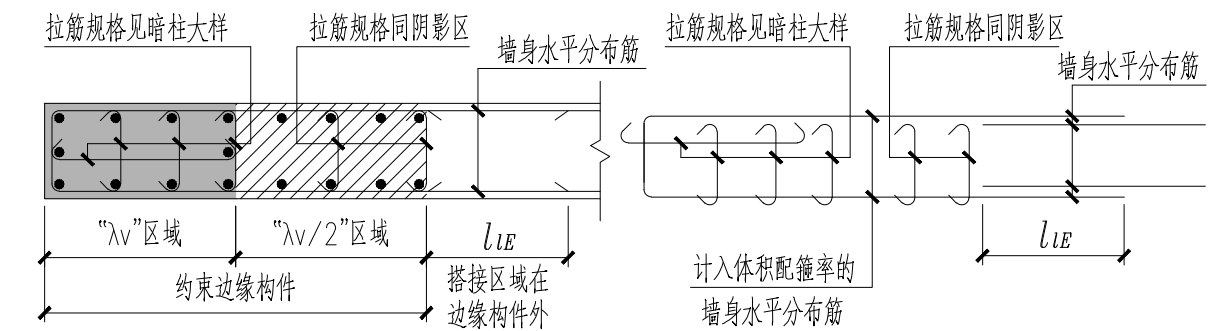 拉筋规格见暗柱大样
拉筋规格同阴影区
墙身水平分布筋
拉筋规格见暗柱大样
拉筋规格同阴影区
墙身水平分布筋
“λv”区域
“λv/2”区域
llE
llE
约束边缘构件
搭接区域在
边缘构件外
计入体积配箍率的
墙身水平分布筋